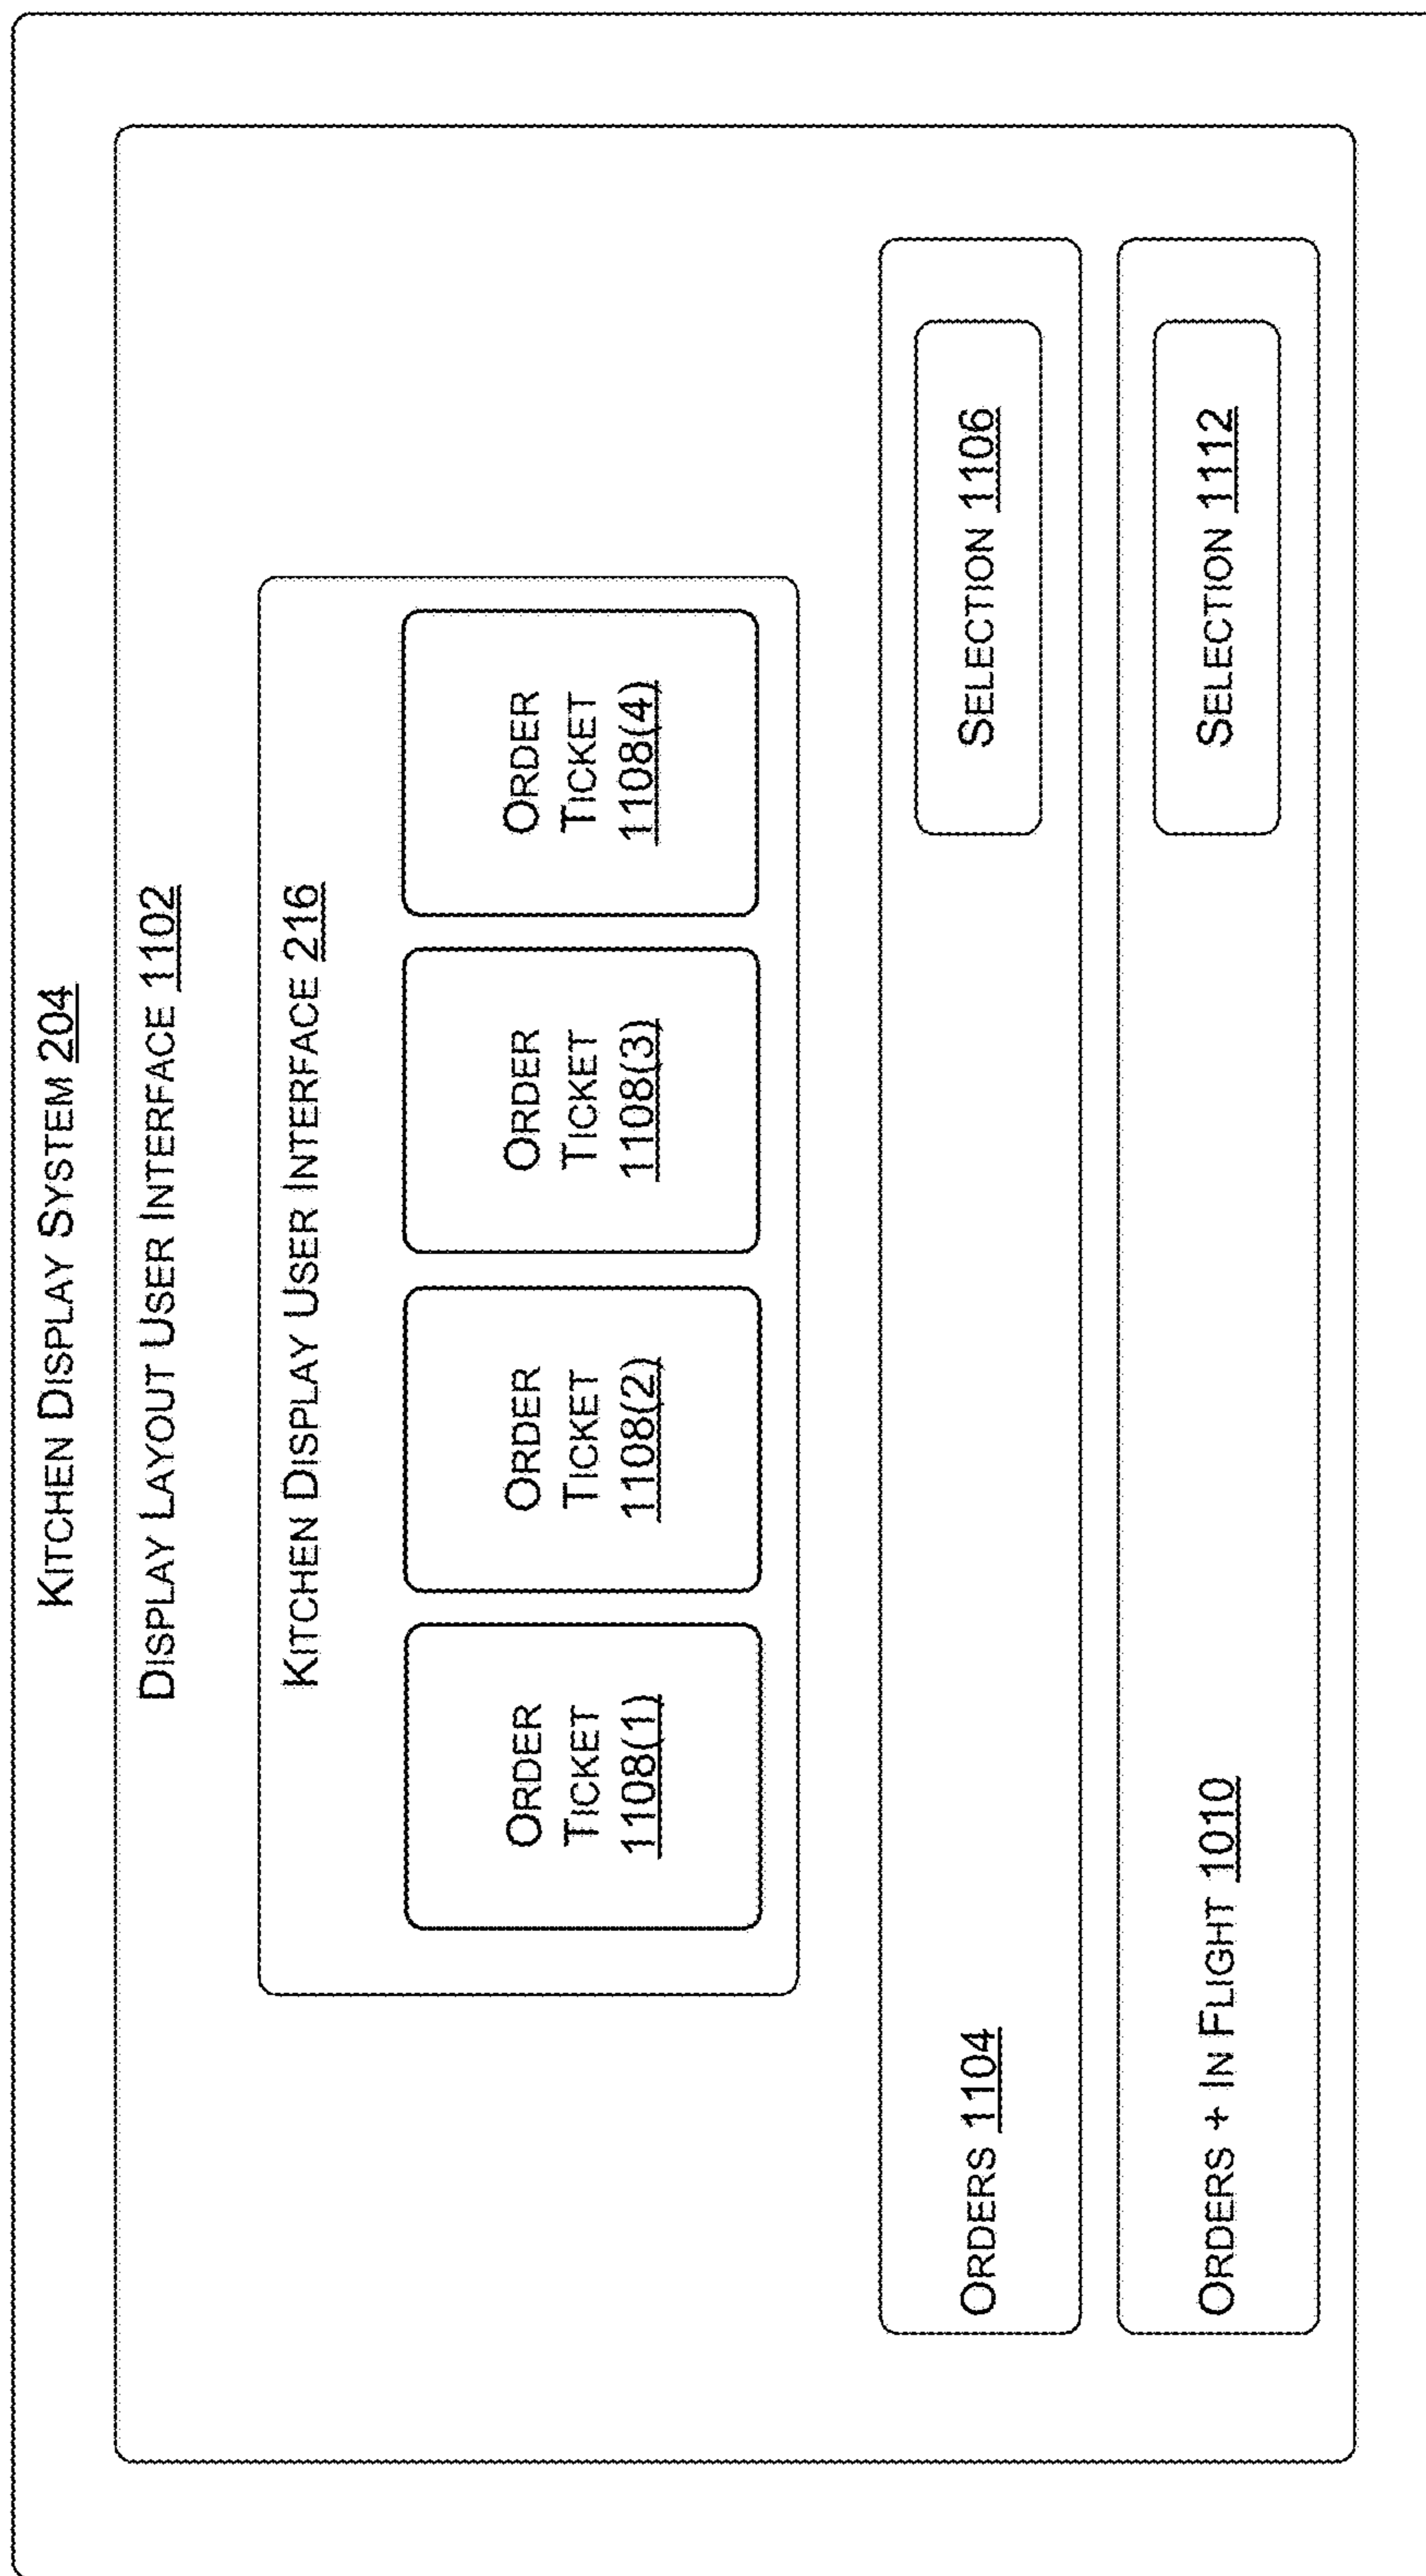 KITCHEN DISPLAY SYSTEM 204
DISPLAY LAYOUT USER INTERFACE 1102
KITCHEN DISPLAY USER INTERFACE 216
ORDER
TICKET
1108(1)
ORDER
TICKET
1108(2)
ORDER
TICKET
1108(3)
ORDER
TICKET
1108(4)
ORDERS 1104
SELECTION 1106
ORDERS + IN FLIGHT 1010
SELECTION 1112